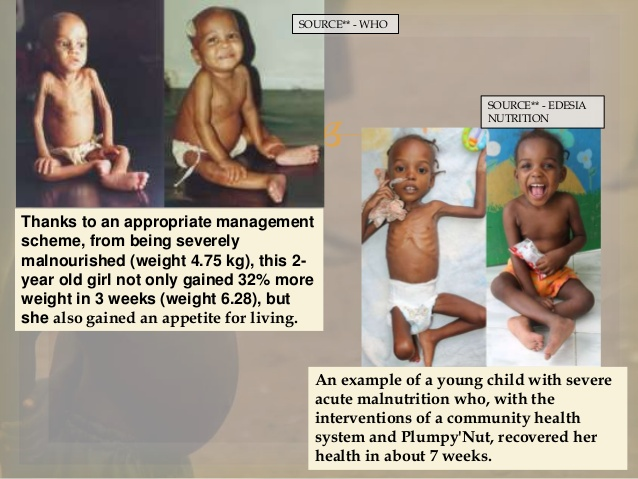 SOURCE** - WHO
Thanks to an appropriate management
scheme, from being severely
malnourished (weight 4.75 kg), this 2-
year old girl not only gained 32% more
weight in 3 weeks (weight 6.28), but
she also gained an appetite for living.
SOURCE** - EDESIA
NUTRITION
An example of a young child with severe
acute malnutrition who, with the
interventions of a community health
system and Plumpy'Nut, recovered her
health in about 7 weeks.